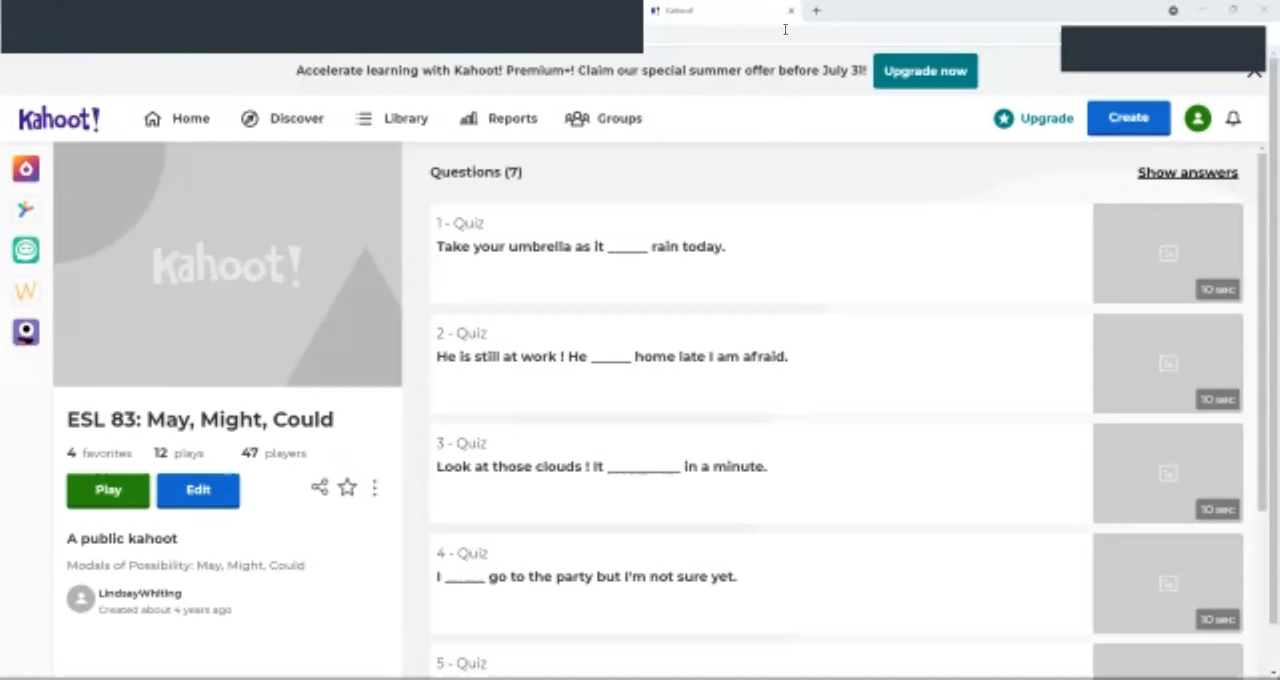 Kahoot!
Accelerate learning with Kahoot! Premium+! Claim our special summer offer before July 31! Upgrade now
Kahoot! Home Discover Library Reports Groups Upgrade Create
Kahoot!
ESL 83: May, Might, Could
4 favorites 12 plays 47 players
Play Edit
A public kahoot
Modals of Possibility: May, Might, Could
LindsayWhiting
Created about 4 years ago
Questions (7) Show answers
1 - Quiz
Take your umbrella as it ______ rain today.
10 sec
2 - Quiz
He is still at work ! He ______ home late I am afraid.
10 sec
3 - Quiz
Look at those clouds ! it ___________ in a minute.
10 sec
4 - Quiz
I ______ go to the party but I'm not sure yet.
10 sec
5 - Quiz